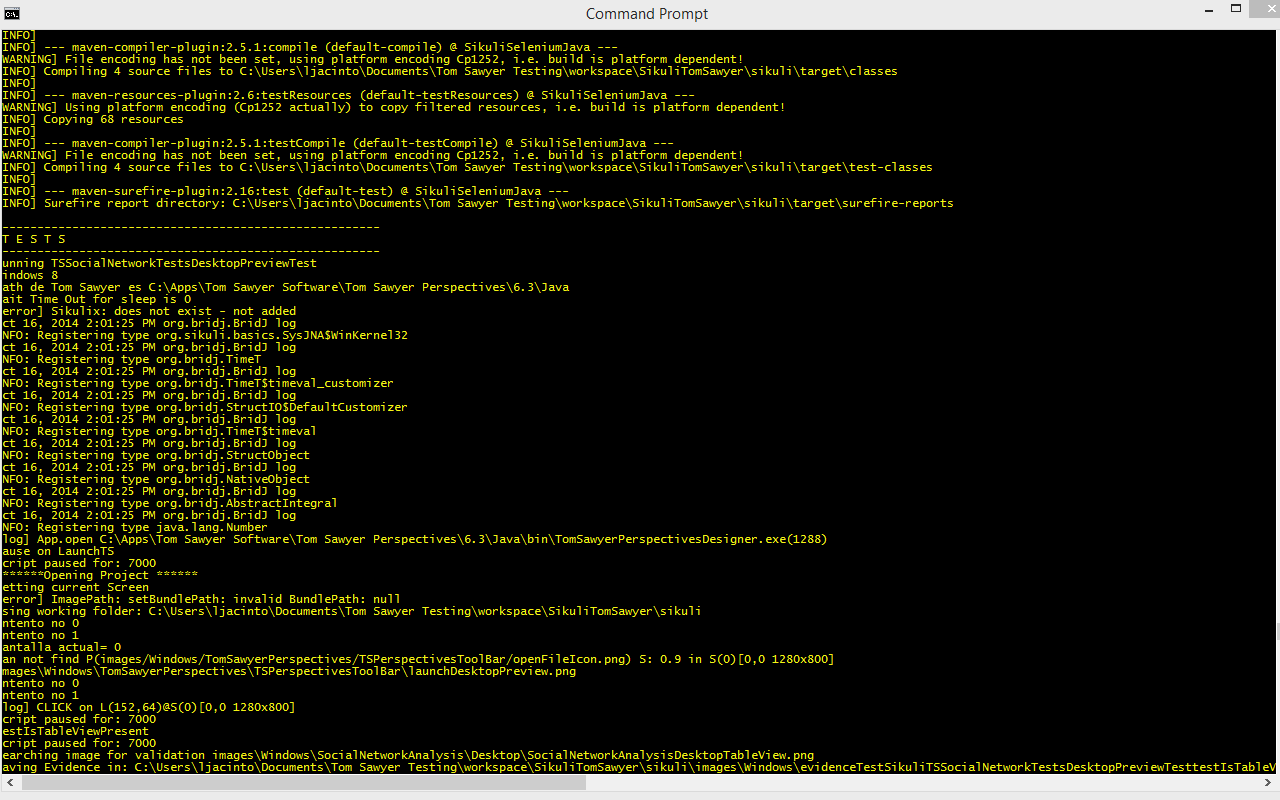 Command Prompt
INFO]
INFO] --- maven-compiler-plugin:2.5.1:compile (default-compile) @ SikuliSeleniumJava ---
WARNING] File encoding has not been set, using platform encoding Cp1252, i.e. build is platform dependent!
INFO] Compiling 4 source files to C:\Users\ljacinto\Documents\Tom Sawyer Testing\workspace\SikuliTomSawyer\sikuli\target\classes
INFO]
INFO] --- maven-resources-plugin:2.6:testResources (default-testResources) @ SikuliSeleniumJava ---
WARNING] Using platform encoding (Cp1252 actually) to copy filtered resources, i.e. build is platform dependent!
INFO] Copying 68 resources
INFO]
INFO] --- maven-compiler-plugin:2.5.1:testCompile (default-testCompile) @ SikuliSeleniumJava ---
WARNING] File encoding has not been set, using platform encoding Cp1252, i.e. build is platform dependent!
INFO] Compiling 4 source files to C:\Users\ljacinto\Documents\Tom Sawyer Testing\workspace\SikuliTomSawyer\sikuli\target\test-classes
INFO]
INFO] --- maven-surefire-plugin:2.16:test (default-test) @ SikuliSeleniumJava ---
INFO] Surefire report directory: C:\Users\ljacinto\Documents\Tom Sawyer Testing\workspace\SikuliTomSawyer\sikuli\target\surefire-reports
------------------------------------------------------
T E S T S
------------------------------------------------------
unning TSSocialNetworkTestsDesktopPreviewTest
indows 8
ath de Tom Sawyer es C:\Apps\Tom Sawyer Software\Tom Sawyer Perspectives\6.3\Java
ait Time Out for sleep is 0
error] Sikulix: does not exist - not added
ct 16, 2014 2:01:25 PM org.bridj.BridJ log
NFO: Registering type org.sikuli.basics.SysJNA$WinKernel32
ct 16, 2014 2:01:25 PM org.bridj.BridJ log
NFO: Registering type org.bridj.TimeT
ct 16, 2014 2:01:25 PM org.bridj.BridJ log
NFO: Registering type org.bridj.TimeT$timeval_customizer
ct 16, 2014 2:01:25 PM org.bridj.BridJ log
NFO: Registering type org.bridj.StructIO$DefaultCustomizer
ct 16, 2014 2:01:25 PM org.bridj.BridJ log
NFO: Registering type org.bridj.TimeT$timeval
ct 16, 2014 2:01:25 PM org.bridj.BridJ log
NFO: Registering type org.bridj.StructObject
ct 16, 2014 2:01:25 PM org.bridj.BridJ log
NFO: Registering type org.bridj.NativeObject
ct 16, 2014 2:01:25 PM org.bridj.BridJ log
NFO: Registering type org.bridj.AbstractIntegral
ct 16, 2014 2:01:25 PM org.bridj.BridJ log
NFO: Registering type java.lang.Number
log] App.open C:\Apps\Tom Sawyer Software\Tom Sawyer Perspectives\6.3\Java\bin\TomSawyerPerspectivesDesigner.exe(1288)
ause on LaunchTS
cript paused for: 7000
******Opening Project ******
etting current Screen
error] ImagePath: setBundlePath: invalid BundlePath: null
sing working folder: C:\Users\ljacinto\Documents\Tom Sawyer Testing\workspace\SikuliTomSawyer\sikuli
ntento no 0
ntento no 1
antalla actual= 0
an not find P(images/Windows/TomSawyerPerspectives/TSPerspectivesToolBar/openFileIcon.png) S: 0.9 in S(0)[0,0 1280x800]
mages\Windows\TomSawyerPerspectives\TSPerspectivesToolBar\launchDesktopPreview.png
ntento no 0
ntento no 1
log] CLICK on L(152,64)@S(0)[0,0 1280x800]
cript paused for: 7000
estIsTableViewPresent
cript paused for: 7000
earching image for validation images\Windows\SocialNetworkAnalysis\Desktop\SocialNetworkAnalysisDesktopTableView.png
aving Evidence in: C:\Users\ljacinto\Documents\Tom Sawyer Testing\workspace\SikuliTomSawyer\sikuli\images\Windows\evidenceTestSikuliTSSocialNetworkTestsDesktopPreviewTesttestIsTableV